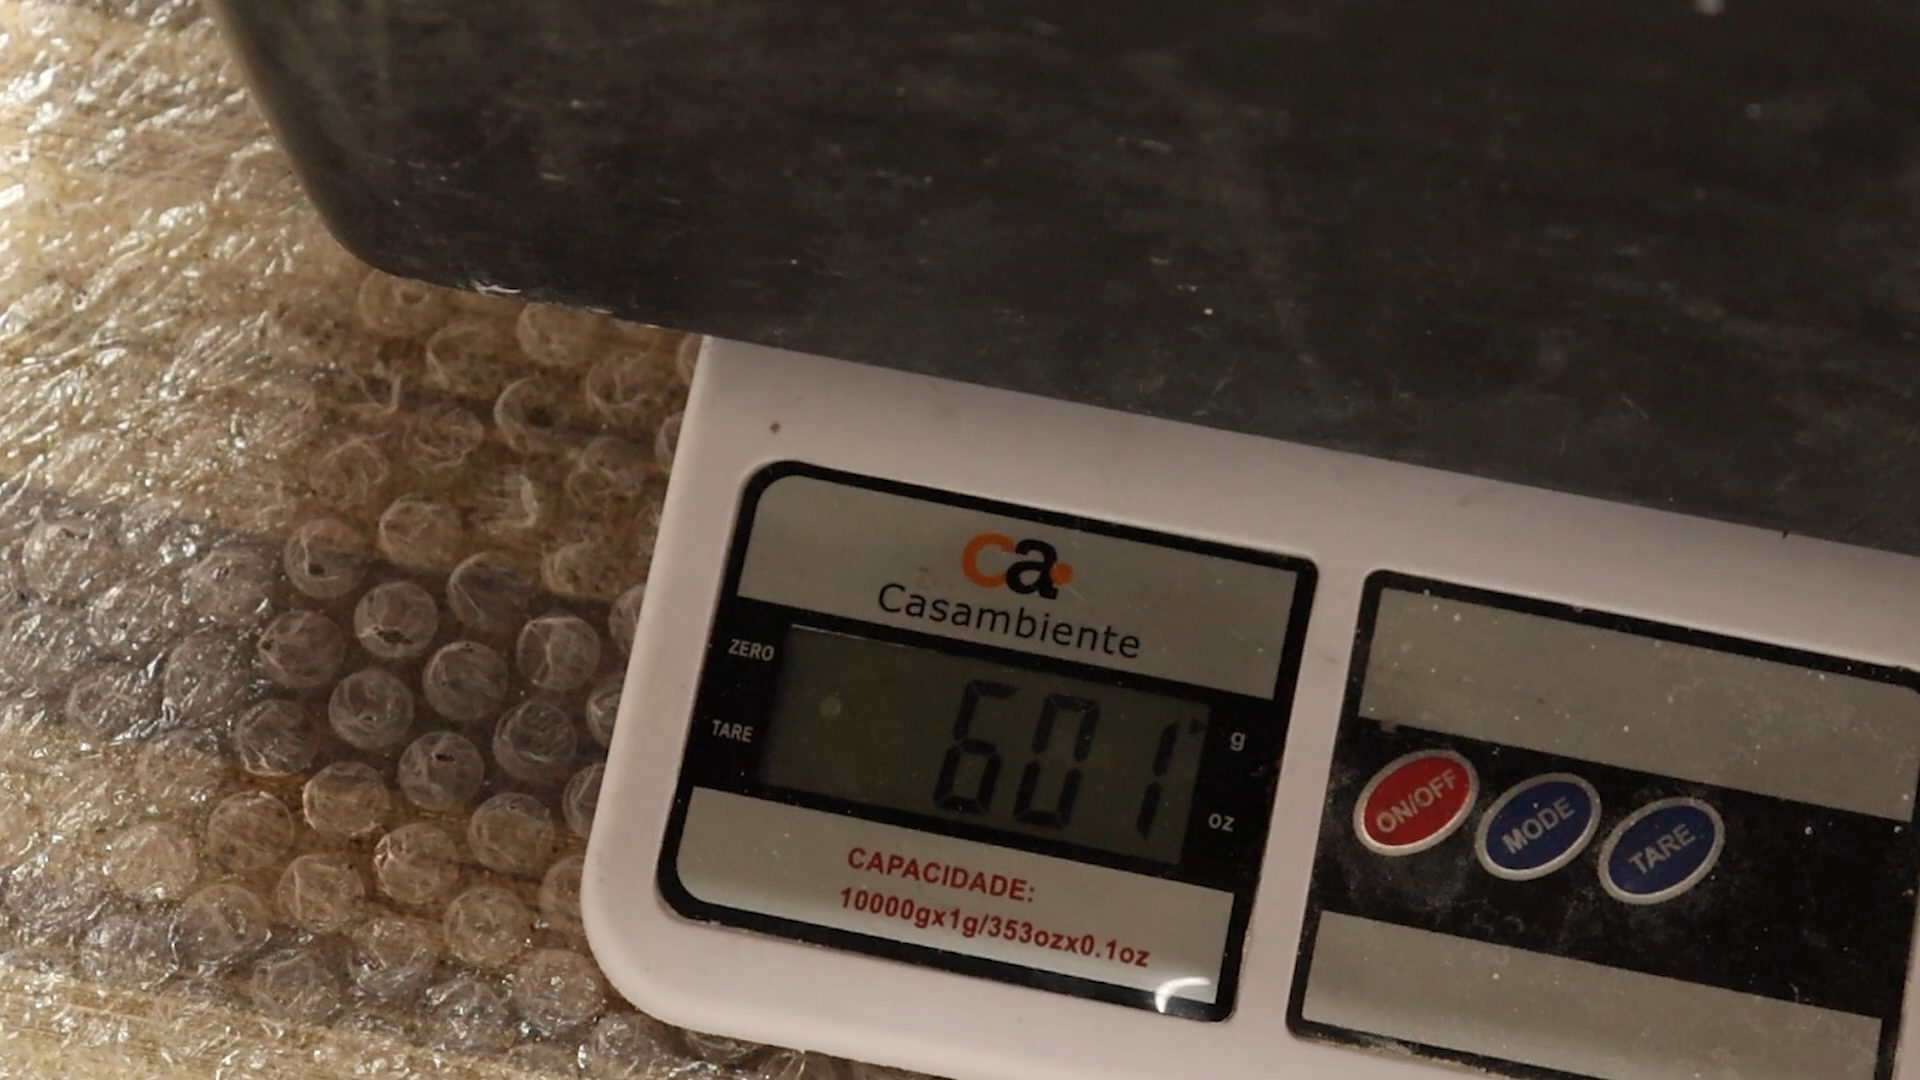 ca
Casambiente
ZERO
TARE
601
g
oz
CAPACIDADE:
10000gx1g/353ozx0.1oz
ON/OFF
MODE
TARE